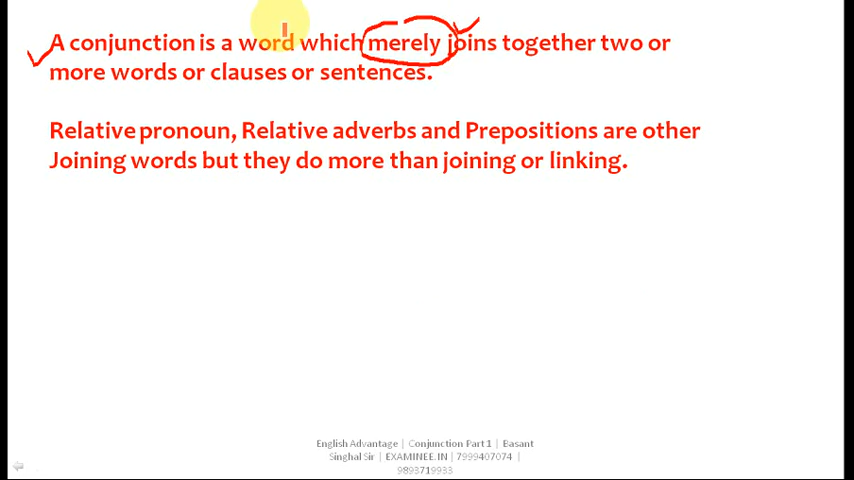 A conjunction is a word which merely joins together two or
more words or clauses or sentences.
Relative pronoun, Relative adverbs and Prepositions are other
Joining words but they do more than joining or linking.
English Advantage | Conjunction Part 1 | Basant
Singhal Sir | EXAMINEE.IN | 7999407074 |
9893719933